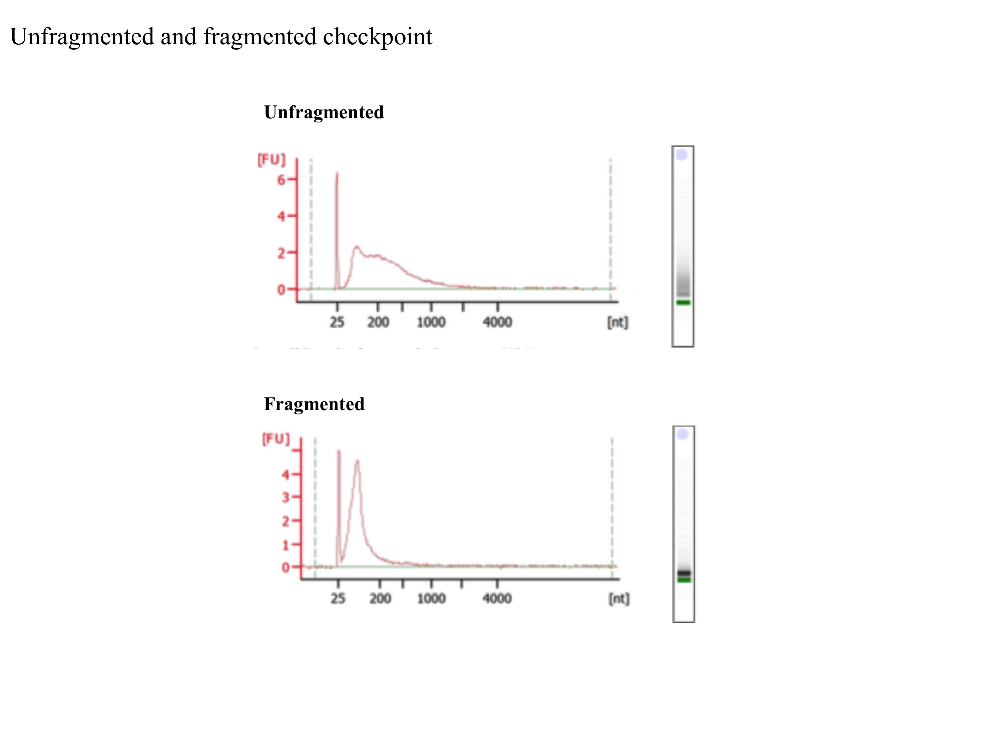 Unfragmented and fragmented checkpoint
Unfragmented
[FU]
6
4
2
0
25 200 1000 4000 [nt]
Fragmented
[FU]
4
3
2
1
0
25 200 1000 4000 [nt]